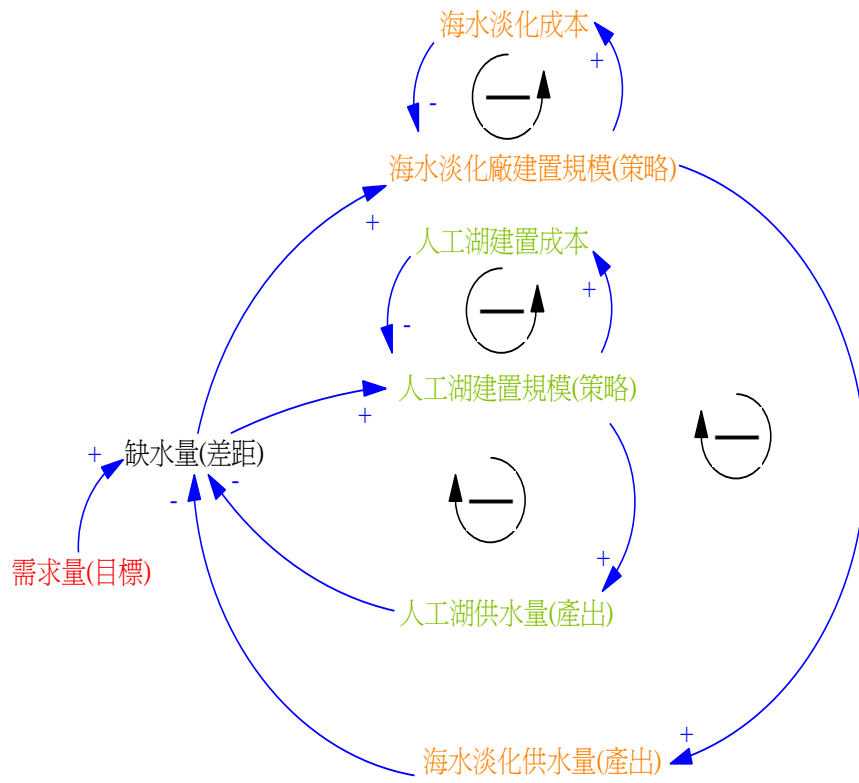 海水淡化成本
+
-
海水淡化廠建置規模(策略)
+
人工湖建置成本
+
-
人工湖建置規模(策略)
+
+
缺水量(差距)
-
-
+
需求量(目標)
人工湖供水量(產出)
+
海水淡化供水量(產出)